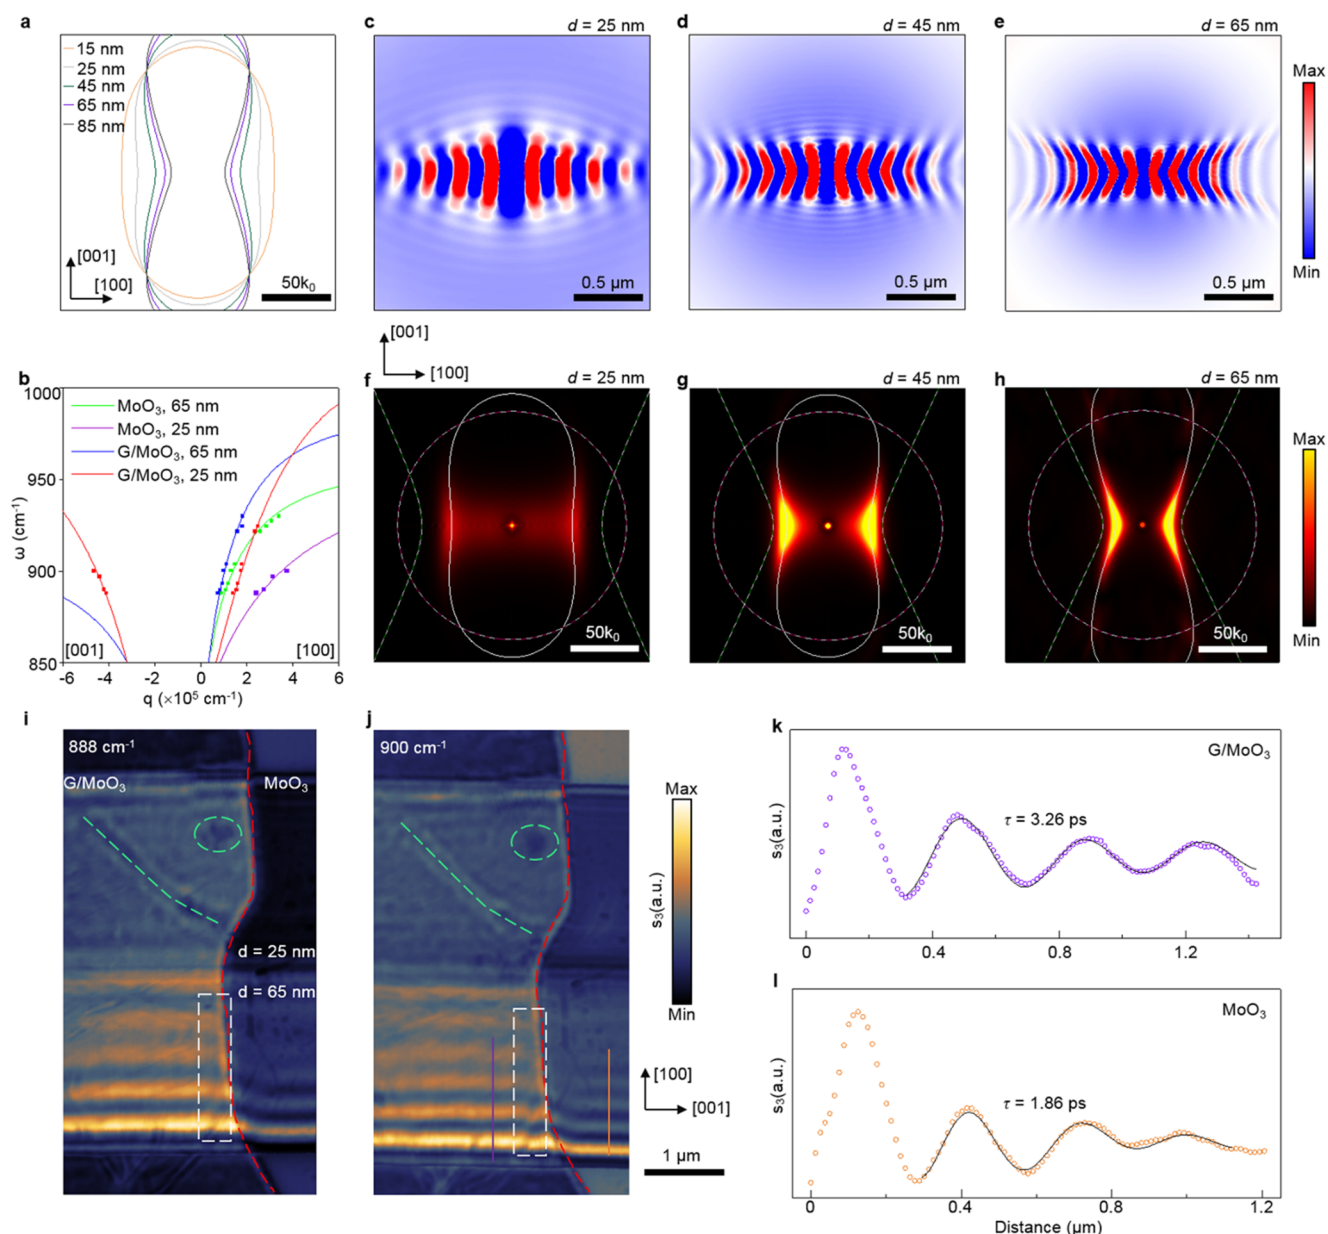 a
15 nm
25 nm
45 nm
65 nm
85 nm
[001]
[100]
50k₀
c
d = 25 nm
0.5 µm
d
d = 45 nm
0.5 µm
e
d = 65 nm
0.5 µm
Max
Min
b
1000
950
900
850
ω (cm⁻¹)
MoO₃, 65 nm
MoO₃, 25 nm
G/MoO₃, 65 nm
G/MoO₃, 25 nm
[001]
[100]
-6 -4 -2 0 2 4 6
q (×10⁵ cm⁻¹)
[001]
[100]
f
d = 25 nm
50k₀
g
d = 45 nm
50k₀
h
d = 65 nm
50k₀
Max
Min
i
888 cm⁻¹
G/MoO₃
MoO₃
d = 25 nm
d = 65 nm
j
900 cm⁻¹
Max
s₃(a.u.)
Min
[100]
[001]
1 µm
k
G/MoO₃
τ = 3.26 ps
s₃(a.u.)
0 0.4 0.8 1.2
l
MoO₃
τ = 1.86 ps
s₃(a.u.)
0 0.4 0.8 1.2
Distance (µm)